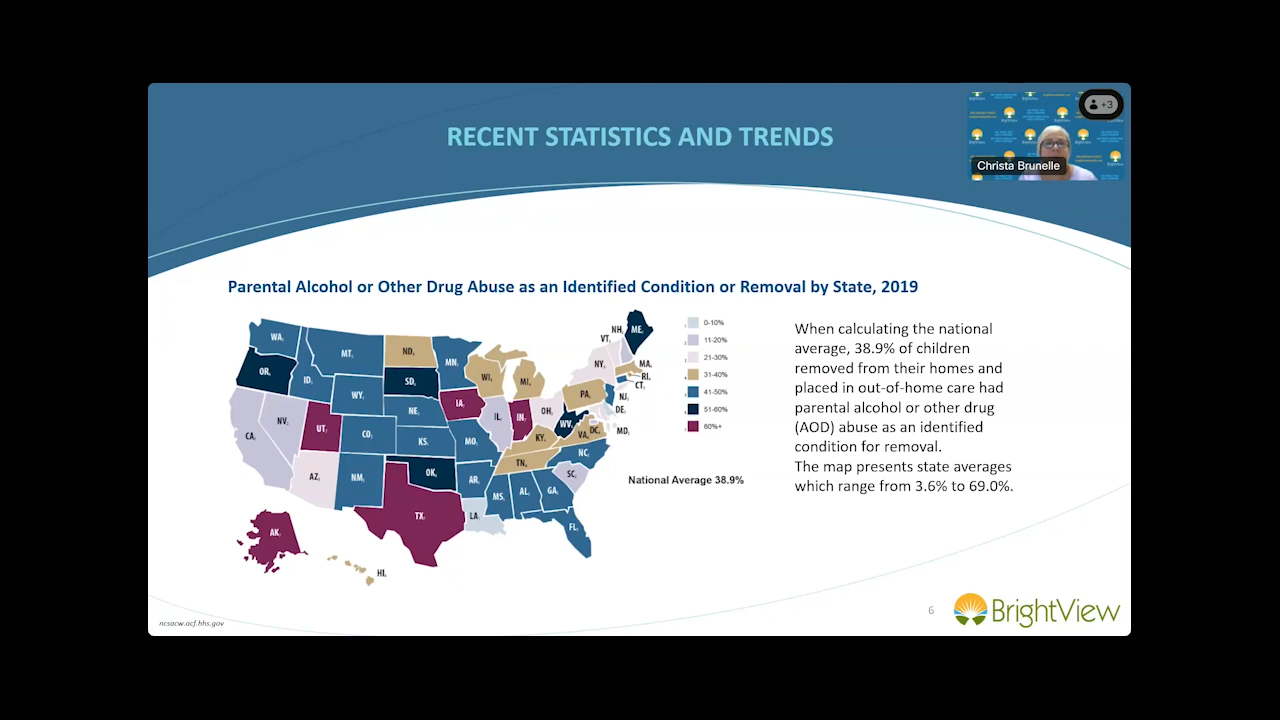 RECENT STATISTICS AND TRENDS
+3
Christa Brunelle
Parental Alcohol or Other Drug Abuse as an Identified Condition or Removal by State, 2019
WA
OR
CA
NV
ID
MT
WY
UT
AZ
CO
NM
ND
SD
NE
KS
OK
TX
MN
IA
MO
AR
LA
WI
IL
MI
IN
OH
KY
TN
MS
AL
GA
FL
SC
NC
VA
WV
DC
PA
NY
VT
NH
ME
MA
RI
CT
NJ
DE
MD
AK
HI
0-10%
11-20%
21-30%
31-40%
41-50%
51-60%
60%+
National Average 38.9%
When calculating the national
average, 38.9% of children
removed from their homes and
placed in out-of-home care had
parental alcohol or other drug
(AOD) abuse as an identified
condition for removal.
The map presents state averages
which range from 3.6% to 69.0%.
ncsacw.acf.hhs.gov
6
BrightView